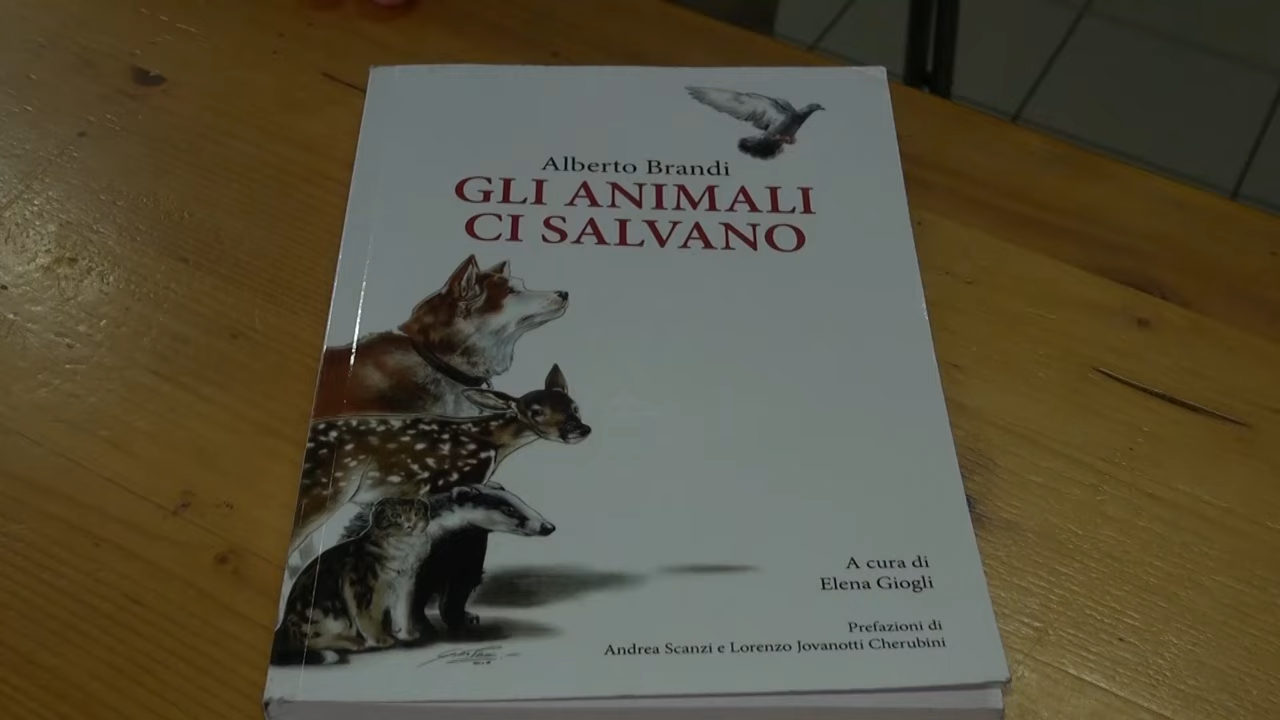 Alberto Brandi
GLI ANIMALI
CI SALVANO
A cura di
Elena Giogli
Prefazioni di
Andrea Scanzi e Lorenzo Jovanotti Cherubini